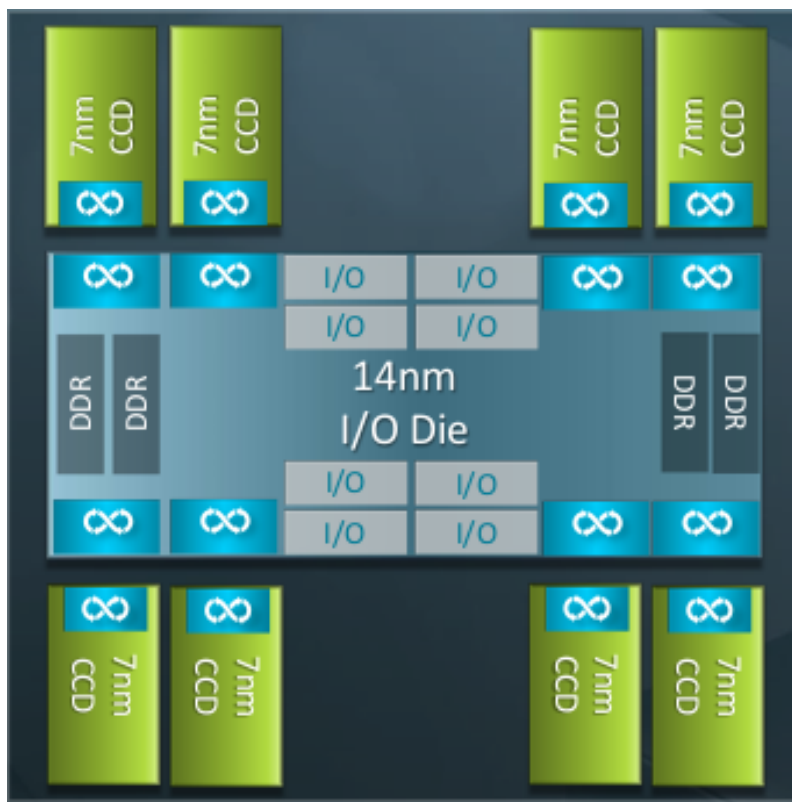 7nm
CCD
7nm
CCD
7nm
CCD
7nm
CCD
I/O
I/O
I/O
I/O
14nm
I/O Die
DDR
DDR
DDR
DDR
I/O
I/O
I/O
I/O
7nm
CCD
7nm
CCD
7nm
CCD
7nm
CCD